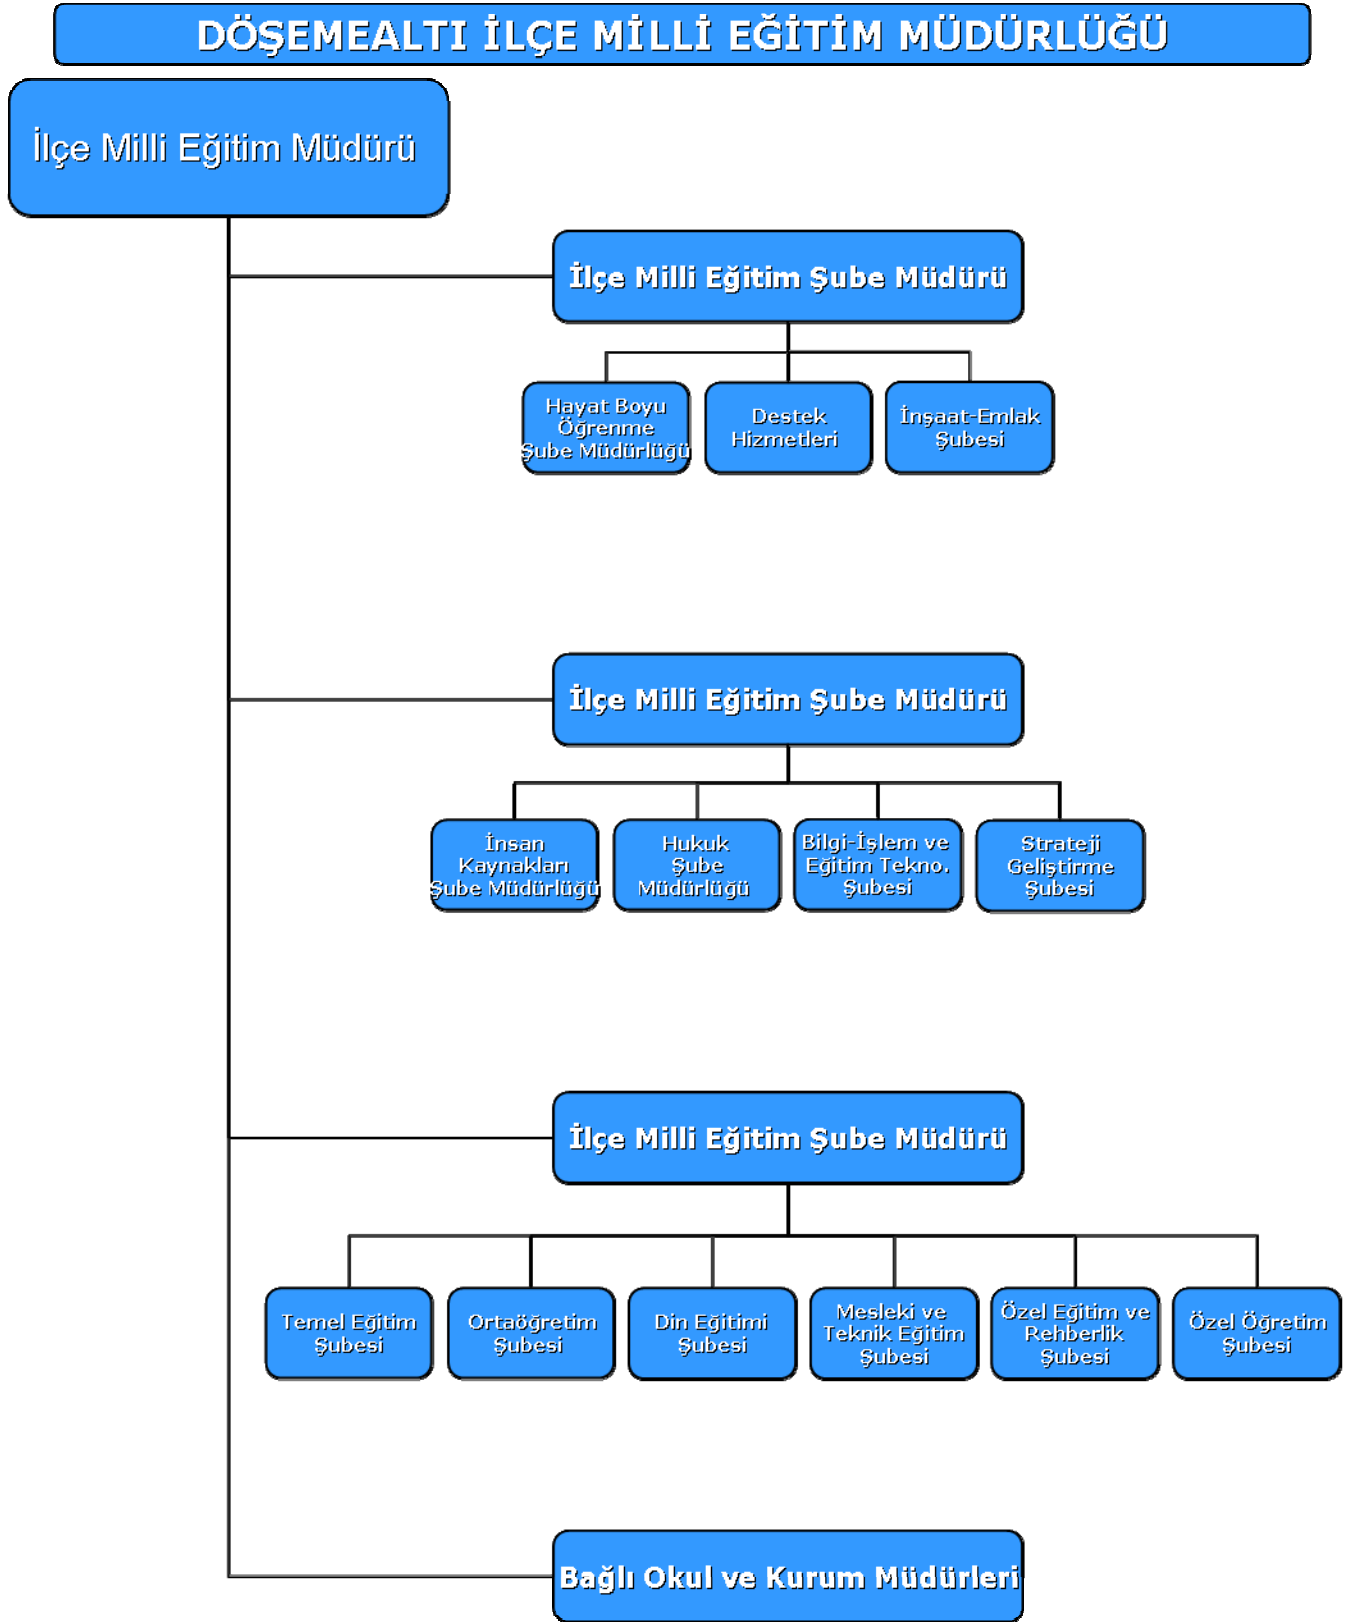 DÖŞEMEALTI İLÇE MİLLİ EĞİTİM MÜDÜRLÜĞÜ
İlçe Milli Eğitim Müdürü
İlçe Milli Eğitim Şube Müdürü
Hayat Boyu
Öğrenme
Şube Müdürlüğü
Destek
Hizmetleri
İnşaat-Emlak
Şubesi
İlçe Milli Eğitim Şube Müdürü
İnsan
Kaynakları
Şube Müdürlüğü
Hukuk
Şube
Müdürlüğü
Bilgi-İşlem ve
Eğitim Tekno.
Şubesi
Strateji
Geliştirme
Şubesi
İlçe Milli Eğitim Şube Müdürü
Temel Eğitim
Şubesi
Ortaöğretim
Şubesi
Din Eğitimi
Şubesi
Mesleki ve
Teknik Eğitim
Şubesi
Özel Eğitim ve
Rehberlik
Şubesi
Özel Öğretim
Şubesi
Bağlı Okul ve Kurum Müdürleri